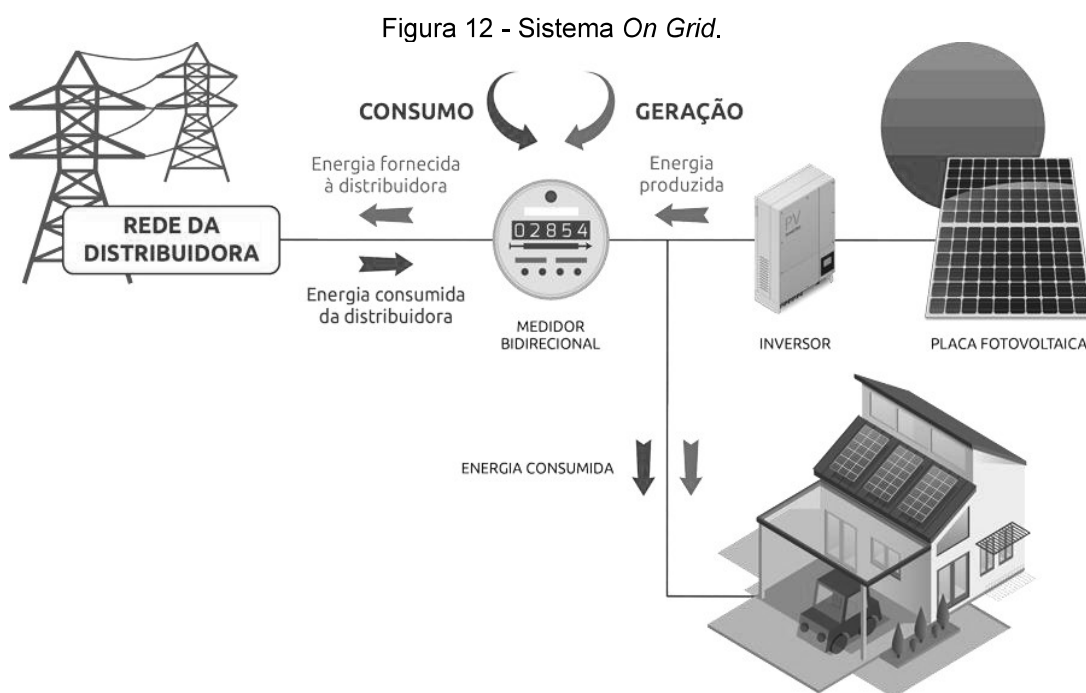 Figura 12 - Sistema On Grid.
CONSUMO
GERAÇÃO
Energia fornecida
à distribuidora
Energia
produzida
REDE DA
DISTRIBUIDORA
02854
PV
Energia consumida
da distribuidora
MEDIDOR
BIDIRECIONAL
INVERSOR
PLACA FOTOVOLTAICA
ENERGIA CONSUMIDA